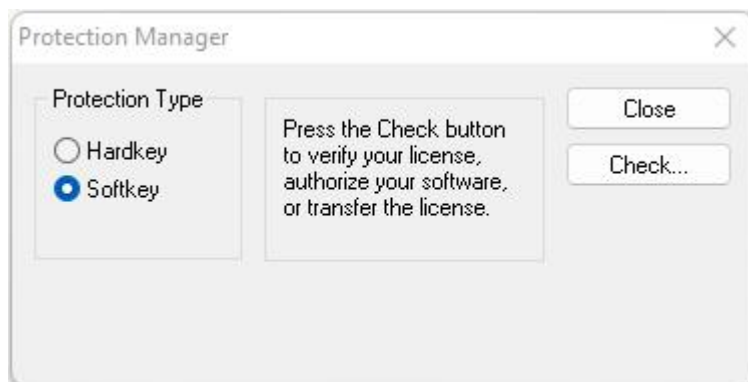 Protection Manager
Protection Type
Hardkey
Softkey
Press the Check button
to verify your license,
authorize your software,
or transfer the license.
Close
Check...